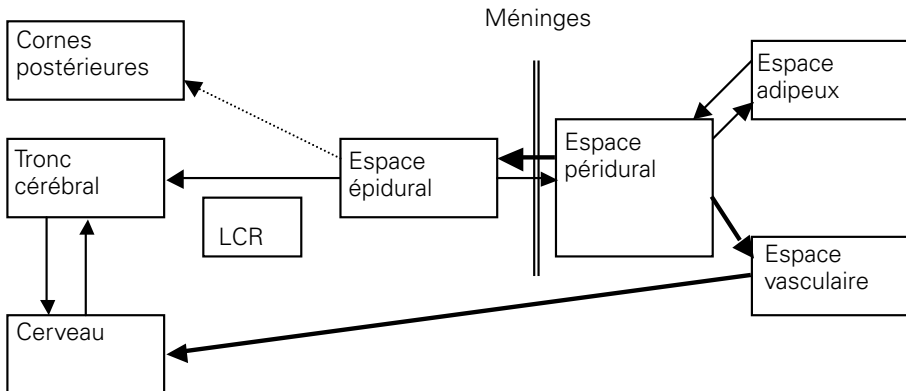 Méninges
Cornes
postérieures
Espace
adipeux
Tronc
cérébral
Espace
épidural
Espace
péridural
LCR
Espace
vasculaire
Cerveau